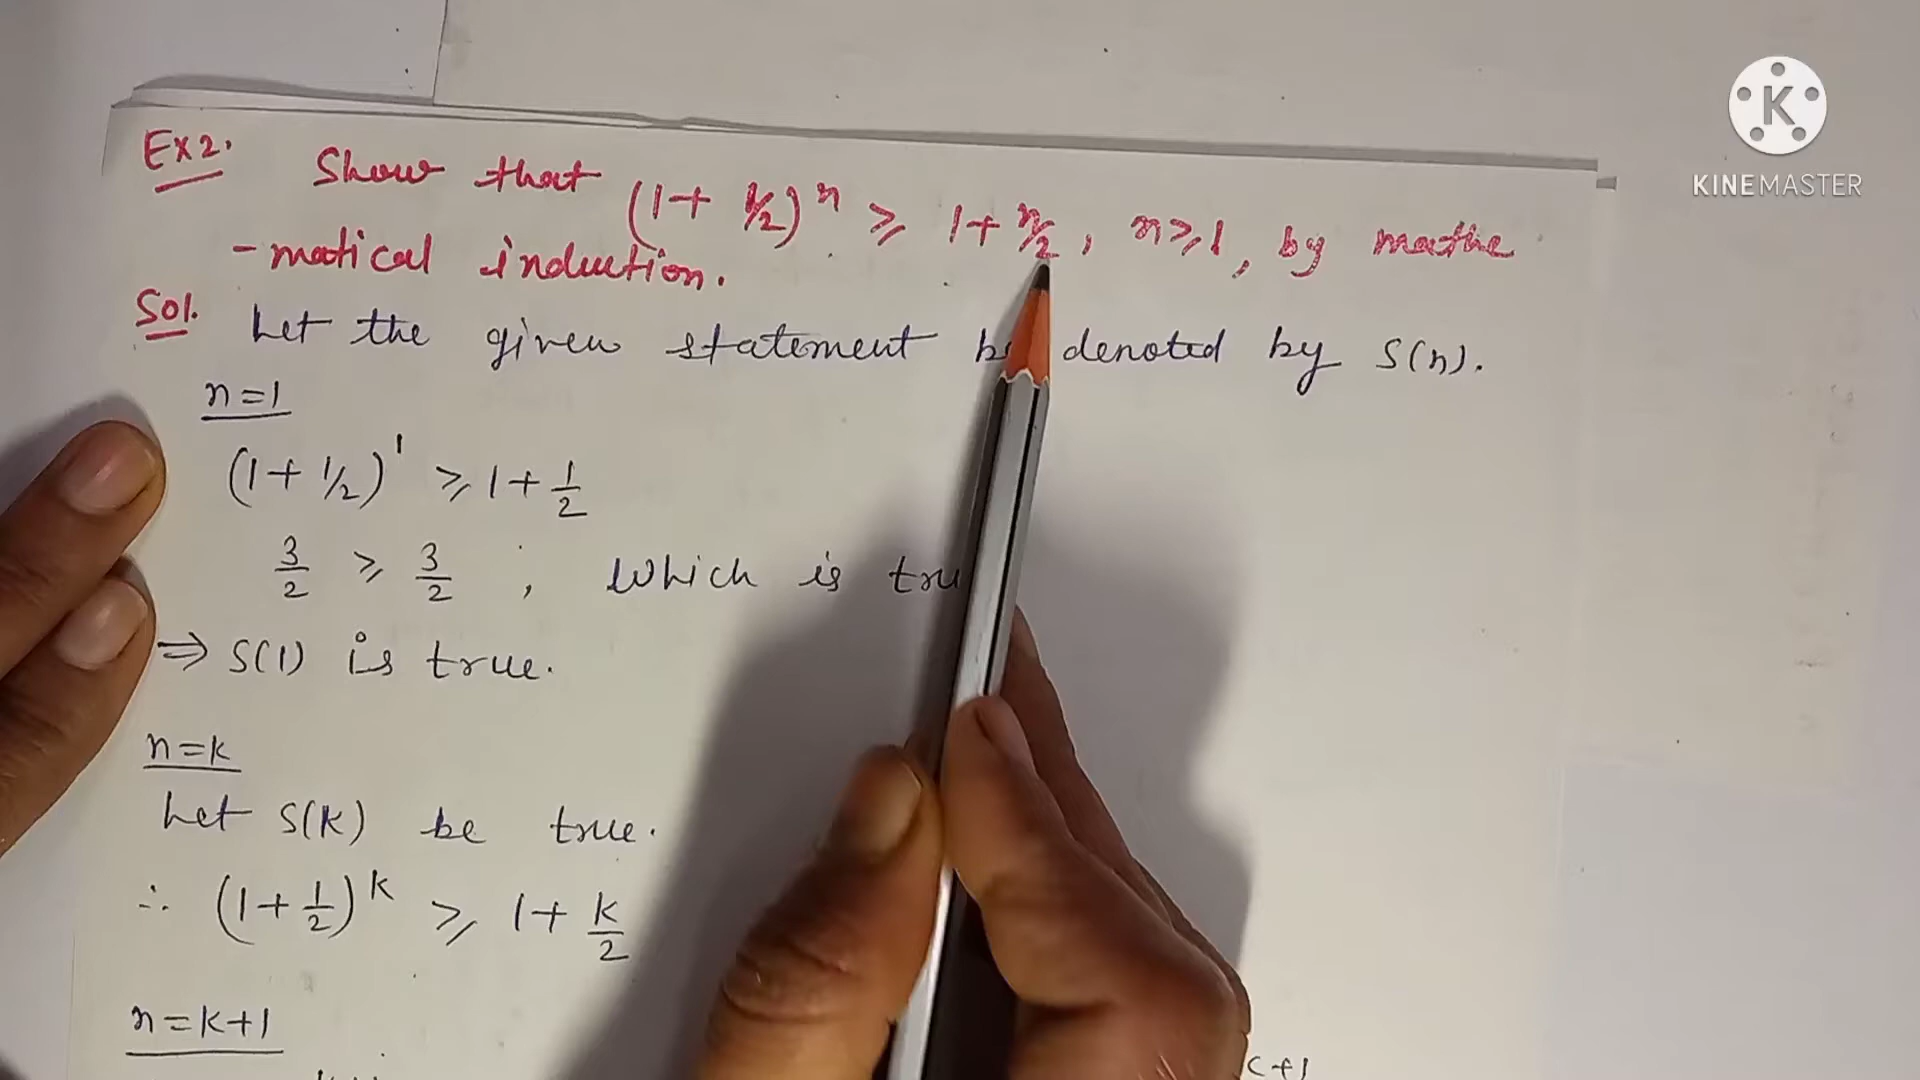 Ex2. Show that (1+ 1/2)^n ≥ 1+ n/2, n≥1, by mathe
-matical induction.
Sol. Let the given statement be denoted by S(n).
n=1
(1+ 1/2)^1 ≥ 1+ 1/2
3/2 ≥ 3/2 ; Which is
⇒ S(1) is true.
n=k
Let S(k) be true.
∴ (1+ 1/2)^k ≥ 1+ k/2
n=k+1
K
KINEMASTER